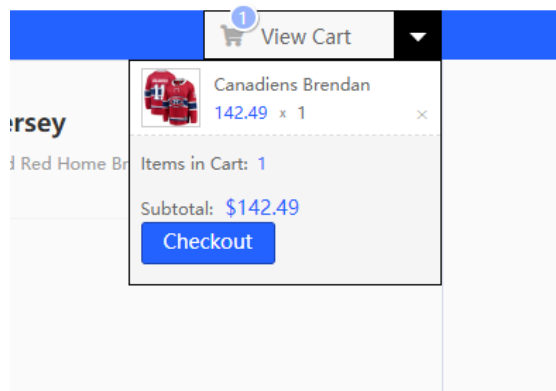 1
View Cart
Canadiens Brendan
142.49 x 1
×
ersey
d Red Home Br
Items in Cart: 1
Subtotal: $142.49
Checkout